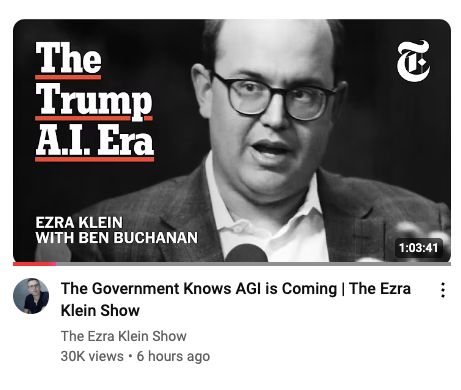 The
Trump
A.I. Era
EZRA KLEIN
WITH BEN BUCHANAN
1:03:41
The Government Knows AGI is Coming | The Ezra
Klein Show
The Ezra Klein Show
30K views • 6 hours ago